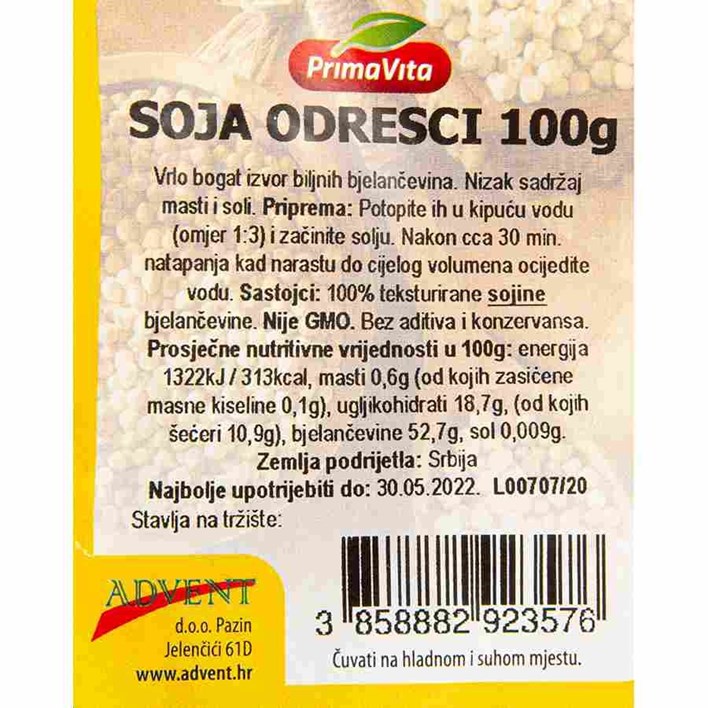 PrimaVita
SOJA ODRESCI 100g
Vrlo bogat izvor biljnih bjelančevina. Nizak sadržaj
masti i soli. Priprema: Potopite ih u kipuću vodu
(omjer 1:3) i začinite solju. Nakon cca 30 min.
natapanja kad narastu do cijelog volumena ocijedite
vodu. Sastojci: 100% teksturirane sojine
bjelančevine. Nije GMO. Bez aditiva i konzervansa.
Prosječne nutritivne vrijednosti u 100g: energija
1322kJ / 313kcal, masti 0,6g (od kojih zasićene
masne kiseline 0,1g), ugljikohidrati 18,7g, (od kojih
šećeri 10,9g), bjelančevine 52,7g, sol 0,009g.
Zemlja podrijetla: Srbija
Najbolje upotrijebiti do: 30.05.2022. L00707/20
Stavlja na tržište:
ADVENT
d.o.o. Pazin
Jelenčići 61D
www.advent.hr
3 858882 923576
Čuvati na hladnom i suhom mjestu.